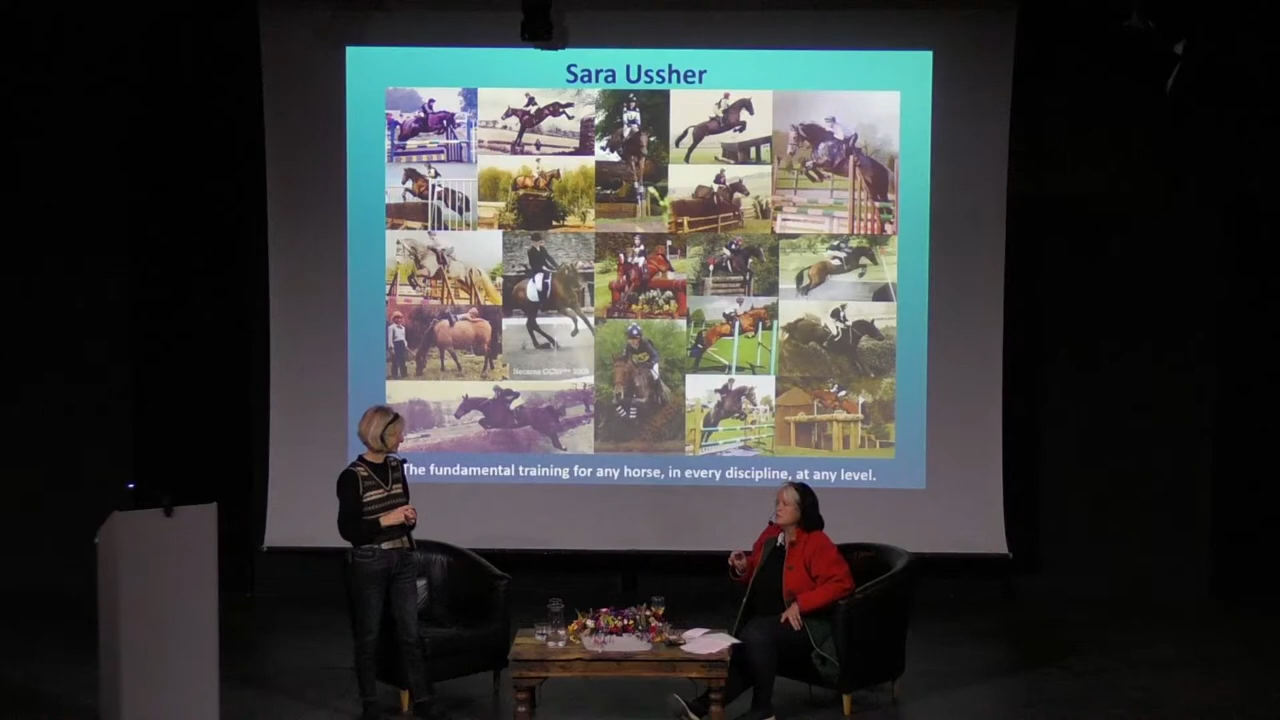 Sara Ussher
The fundamental training for any horse, in every discipline, at any level.